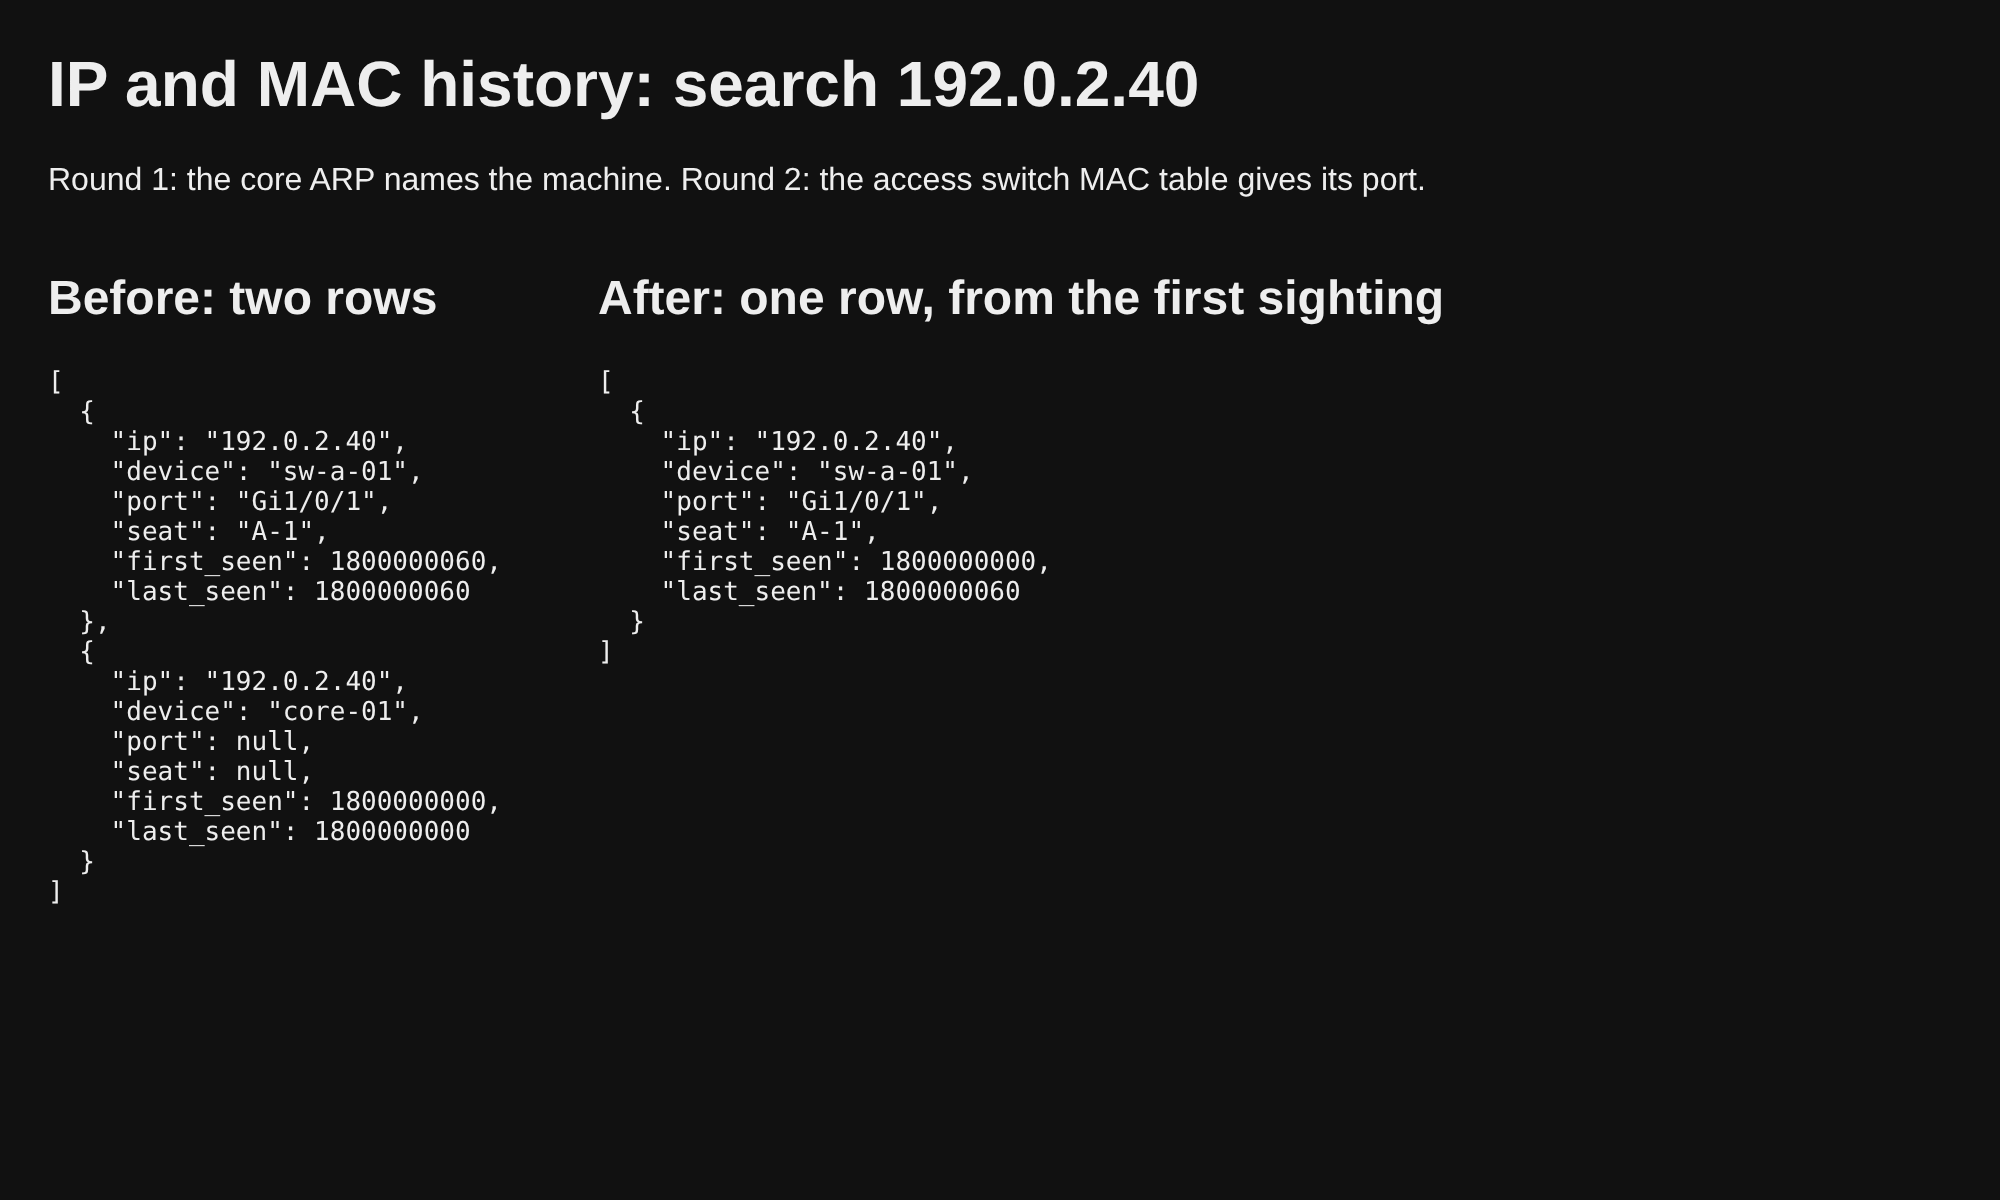 IP and MAC history: search 192.0.2.40
Round 1: the core ARP names the machine. Round 2: the access switch MAC table gives its port.
Before: two rows
[
  {
    "ip": "192.0.2.40",
    "device": "sw-a-01",
    "port": "Gi1/0/1",
    "seat": "A-1",
    "first_seen": 1800000060,
    "last_seen": 1800000060
  },
  {
    "ip": "192.0.2.40",
    "device": "core-01",
    "port": null,
    "seat": null,
    "first_seen": 1800000000,
    "last_seen": 1800000000
  }
]
After: one row, from the first sighting
[
  {
    "ip": "192.0.2.40",
    "device": "sw-a-01",
    "port": "Gi1/0/1",
    "seat": "A-1",
    "first_seen": 1800000000,
    "last_seen": 1800000060
  }
]